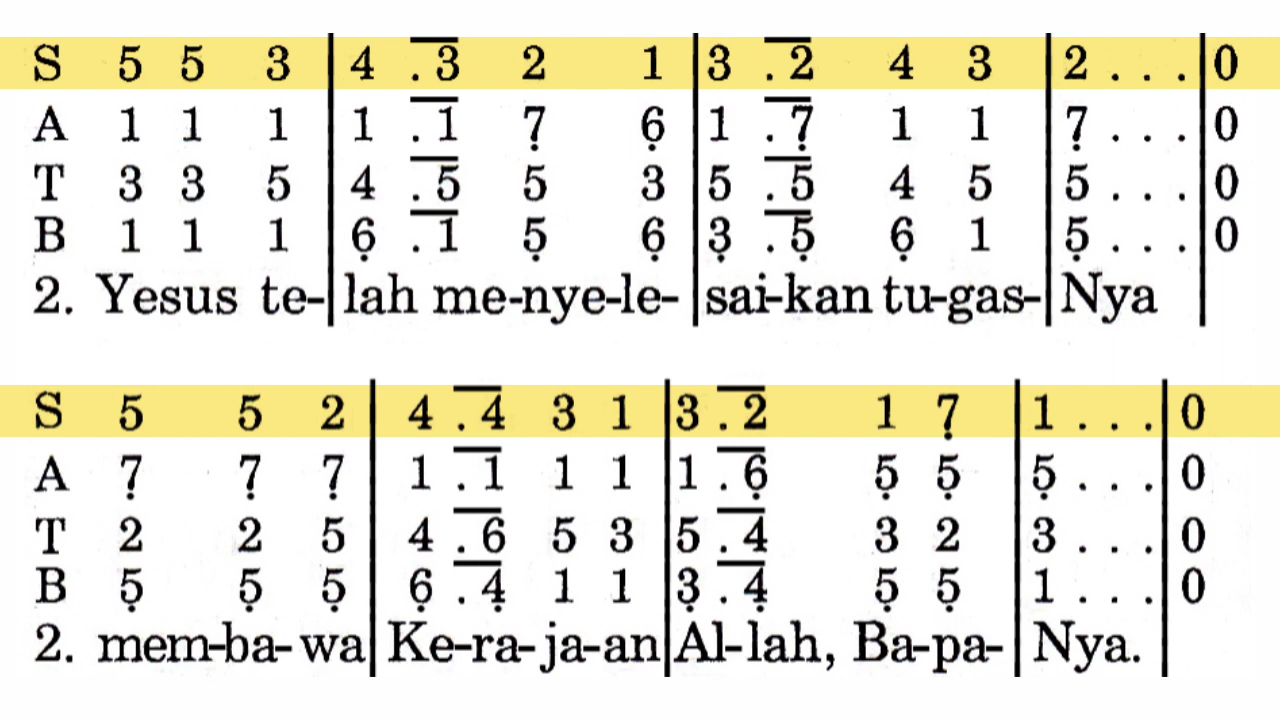 S 5 5 3 | 4 .̅3̅ 2 1 | 3 .̅2̅ 4 3 | 2 . . . | 0
A 1 1 1 | 1 .̅1̅ 7̣ 6̣ | 1 .̅7̣̅ 1 1 | 7̣ . . . | 0
T 3 3 5 | 4 .̅5̅ 5 3 | 5 .̅5̅ 4 5 | 5 . . . | 0
B 1 1 1 | 6̣ .̅1̅ 5̣ 6̣ | 3̣ .̅5̣̅ 6̣ 1 | 5̣ . . . | 0
2. Yesus te-| lah me-nye-le- | sai-kan tu-gas- | Nya |
S 5 5 2 | 4 .̅4̅ 3 1 | 3 .̅2̅ 1 7̣ | 1 . . . | 0
A 7̣ 7̣ 7̣ | 1 .̅1̅ 1 1 | 1 .̅6̣̅ 5̣ 5̣ | 5̣ . . . | 0
T 2 2 5 | 4 .̅6̅ 5 3 | 5 .̅4̅ 3 2 | 3 . . . | 0
B 5̣ 5̣ 5̣ | 6̣ .̅4̣̅ 1 1 | 3̣ .̅4̣̅ 5̣ 5̣ | 1 . . . | 0
2. mem-ba-wa | Ke-ra-ja-an | Al-lah, Ba-pa- | Nya. |